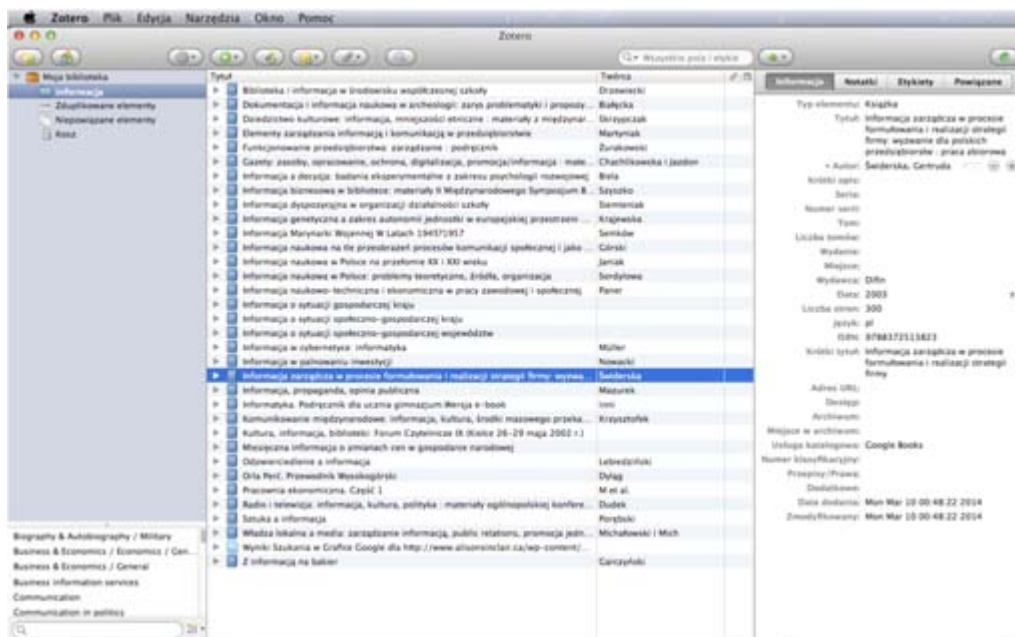 Zotero Plik Edycja Narzędzia Okno Pomoc
Zotero
Wszystkie pola i etykie
Moja biblioteka
Informacja
Zduplikowane elementy
Niepowiązane elementy
Kosz
Tytuł Twórca
Biblioteka i informacja w środowisku współczesnej szkoły Drzewiecki
Dokumentacja i informacja naukowa w archeologii: zarys problematyki i propozy... Białęcka
Dziedzictwo kulturowe: informacja, mniejszości etniczne : materiały z międzynar... Skrzypczak
Elementy zarządzania informacją i komunikacją w przedsiębiorstwie Martyniak
Funkcjonowanie przedsiębiorstwa: zarządzanie : podręcznik Żurakowski
Gazety: zasoby, opracowanie, ochrona, digitalizacja, promocja/informacja : mate... Chachlikowska i Jazdon
Informacja a decyzja: badania eksperymentalne z zakresu psychologii rozwojowej Biela
Informacja biznesowa w bibliotece: materiały II Międzynarodowego Sympozjum B... Szyszko
Informacja dyspozycyjna w organizacji działalności szkoły Siemieniak
Informacja genetyczna a zakres autonomii jednostki w europejskiej przestrzeni ... Krajewska
Informacja Marynarki Wojennej W Latach 1945?1957 Semków
Informacja naukowa na tle przeobrażeń procesów komunikacji społecznej i jako ... Górski
Informacja naukowa w Polsce na przełomie XX i XXI wieku Janiak
Informacja naukowa w Polsce: problemy teoretyczne, źródła, organizacja Sordylowa
Informacja naukowo-techniczna i ekonomiczna w pracy zawodowej i społecznej Paner
Informacja o sytuacji gospodarczej kraju
Informacja o sytuacji społeczno-gospodarczej kraju
Informacja o sytuacji społeczno-gospodarczej województw
Informacja w cybernetyce: informatyka Müller
Informacja w palnowaniu inwestycji Nowacki
Informacja zarządcza w procesie formułowania i realizacji strategii firmy: wyzwa... Świderska
Informacja, propaganda, opinia publiczna Mazurek
Informatyka. Podręcznik dla ucznia gimnazjum Wersja e-book
Komunikowanie międzynarodowe: informacja, kultura, środki masowego przeka... Krzysztofek
Kultura, informacja, biblioteki: Forum Czytelnicze IX (Kielce 26-29 maja 2002 r.)
Miesięczna informacja o zmianach cen w gospodarce narodowej
Odzwierciedlenie a informacja Lebiedziński
Orla Perć. Przewodnik Wysokogórski Dyląg
Pracownia ekonomiczna. Część 1 M et al.
Radio i telewizja: informacja, kultura, polityka : materiały ogólnopolskiej konfere... Dudek
Sztuka a informacja Porębski
Władza lokalna a media: zarządzanie informacją, public relations, promocja jedn... Michałowski i Mich
Wyniki Szukania w Grafice Google dla http://www.alisonsinclair.ca/wp-content/...
Z informacją na bakier Garczyński
Biography & Autobiography / Military
Business & Economics / Economics / Gen...
Business & Economics / General
Business information services
Communication
Communication in politics
Informacja Notatki Etykiety Powiązane
Typ elementu: Książka
Tytuł: Informacja zarządcza w procesie
formułowania i realizacji strategii
firmy: wyzwanie dla polskich
przedsiębiorstw : praca zbiorowa
Autor: Świderska, Gertruda
Krótki opis:
Seria:
Numer serii:
Tom:
Liczba tomów:
Wydanie:
Miejsce:
Wydawca: Difin
Data: 2003
Liczba stron: 300
Język: pl
ISBN: 9788372513823
Krótki tytuł: Informacja zarządcza w procesie
formułowania i realizacji strategii
firmy
Adres URL:
Dostęp:
Archiwum:
Miejsce w archiwum:
Usługa katalogowa: Google Books
Numer klasyfikacyjny:
Przepisy/Prawa:
Dodatkowe:
Data dodania: Mon Mar 10 00:48:22 2014
Zmodyfikowany: Mon Mar 10 00:48:22 2014